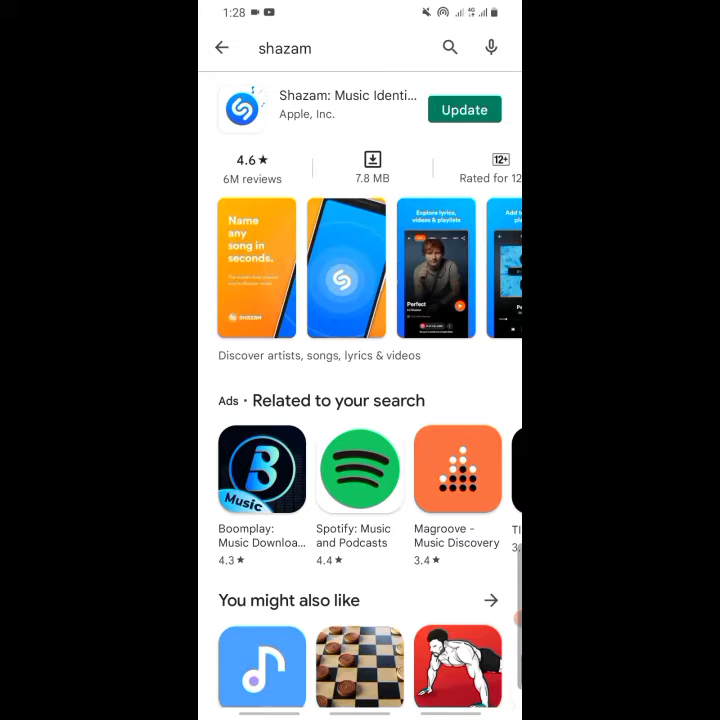 1:28
4G
shazam
Shazam: Music Identi...
Apple, Inc.
Update
4.6★
6M reviews
7.8 MB
12+
Rated for 12
Name
any
song in
seconds.
SHAZAM
Explore lyrics,
videos & playlists
Perfect
Discover artists, songs, lyrics & videos
Ads • Related to your search
B
Music
Boomplay:
Music Downloa...
4.3★
Spotify: Music
and Podcasts
4.4★
Magroove -
Music Discovery
3.4★
You might also like